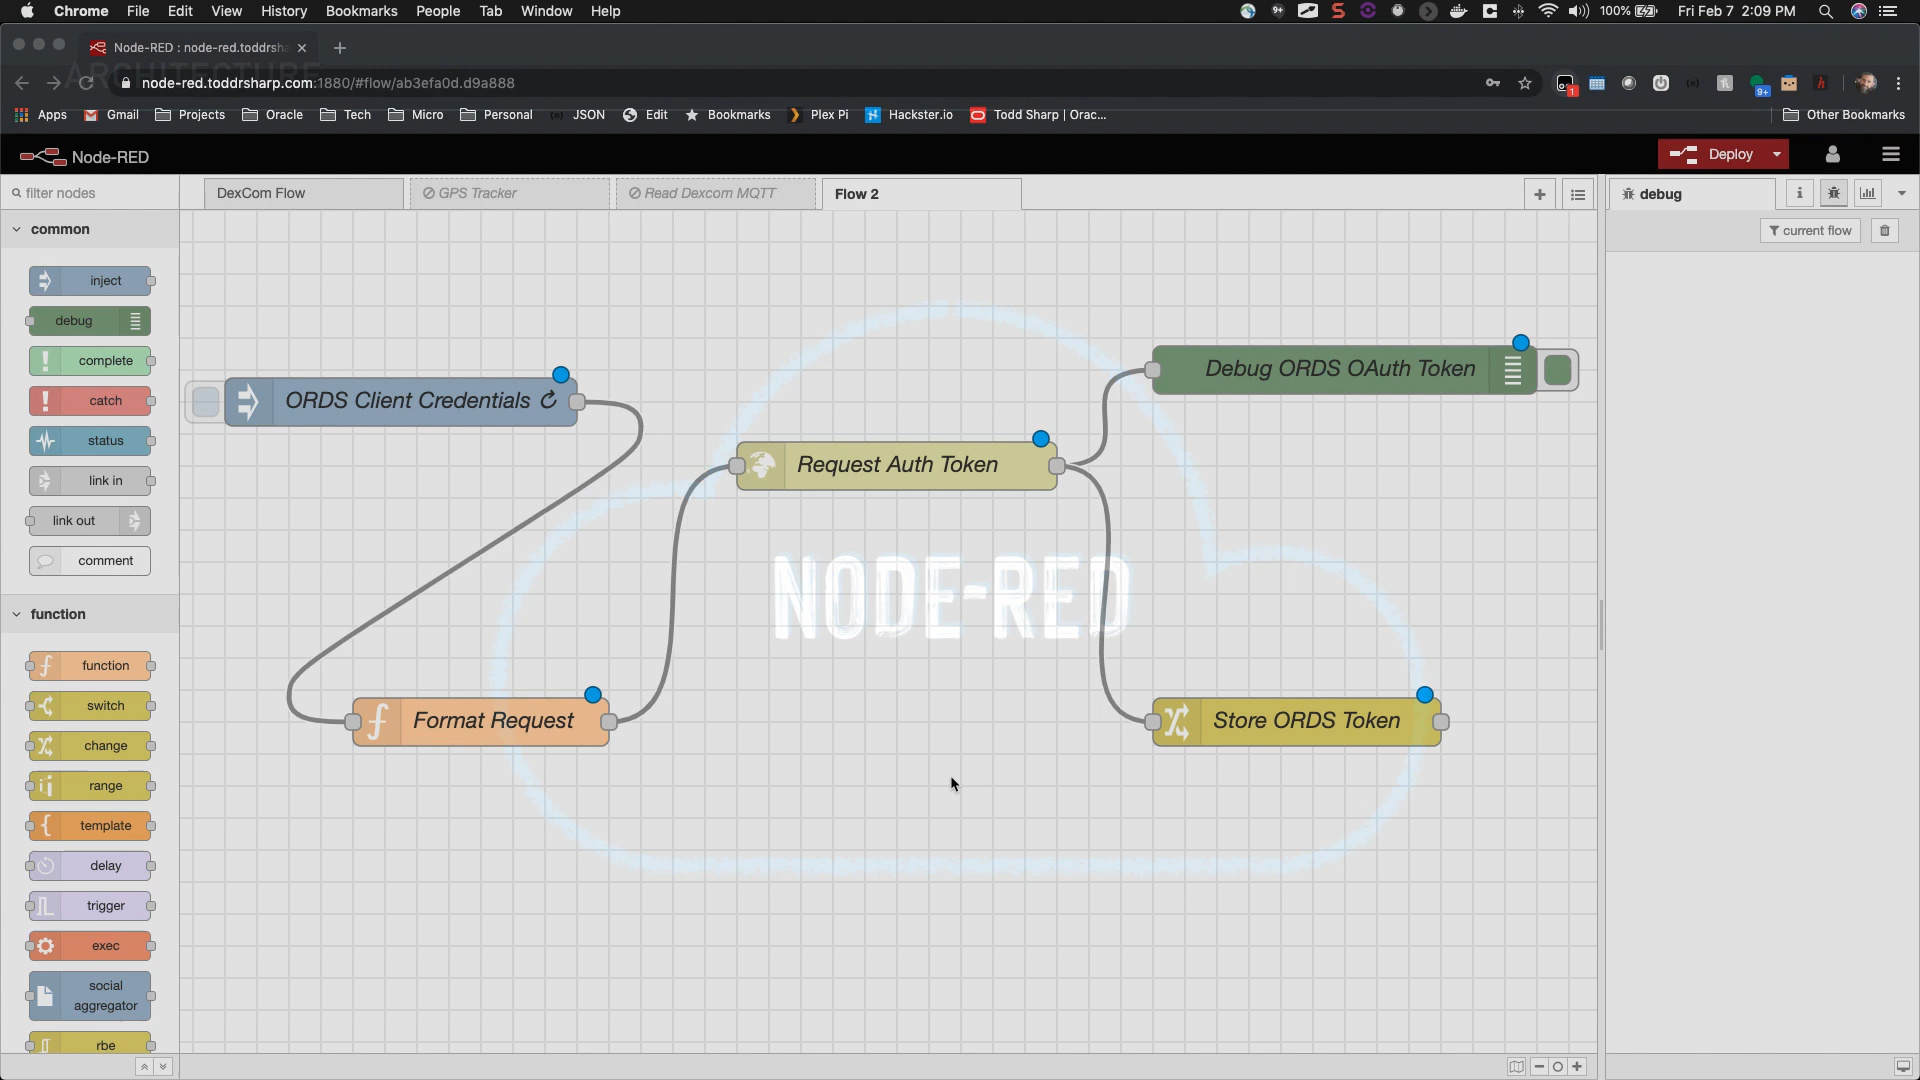 Chrome File Edit View History Bookmarks People Tab Window Help 9+ 100% Fri Feb 7 2:09 PM
Node-RED : node-red.toddrsha
ARCHITECTURE
node-red.toddrsharp.com:1880/#flow/ab3efa0d.d9a888 1 9+
Apps Gmail Projects Oracle Tech Micro Personal JSON Edit Bookmarks Plex Pi Hackster.io Todd Sharp | Orac... Other Bookmarks
Node-RED Deploy
filter nodes DexCom Flow GPS Tracker Read Dexcom MQTT Flow 2 debug
current flow
common
inject
debug
complete
catch
status
link in
link out
comment
function
function
switch
change
range
template
delay
trigger
exec
social
aggregator
rbe
ORDS Client Credentials
Debug ORDS OAuth Token
Request Auth Token
NODE-RED
Format Request
Store ORDS Token